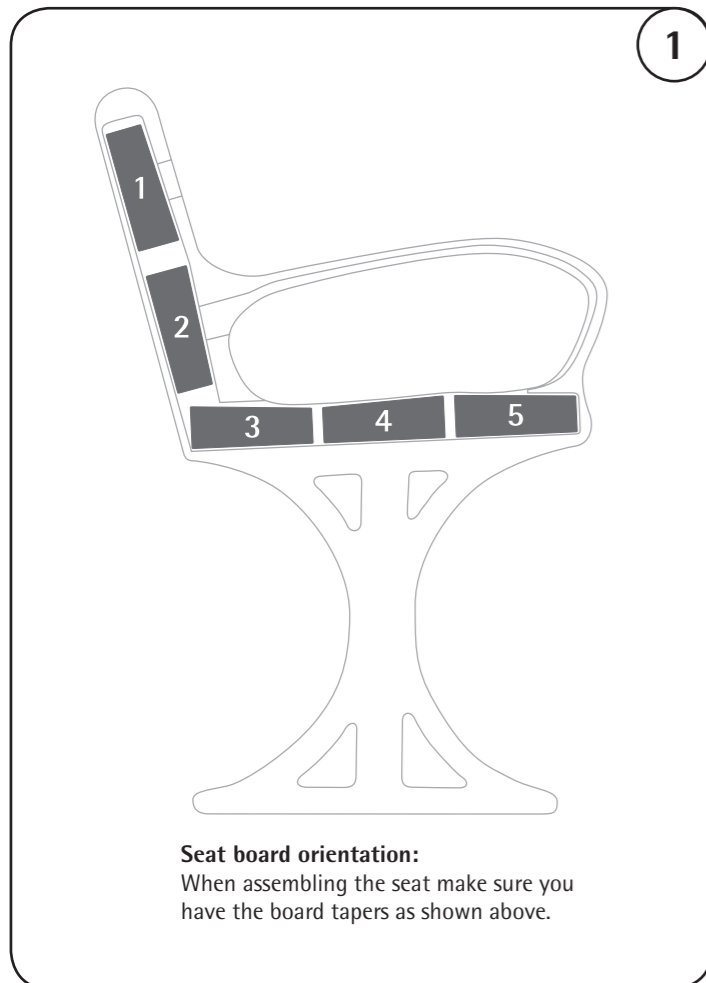 1
1
2
3
4
5
Seat board orientation:
When assembling the seat make sure you
have the board tapers as shown above.